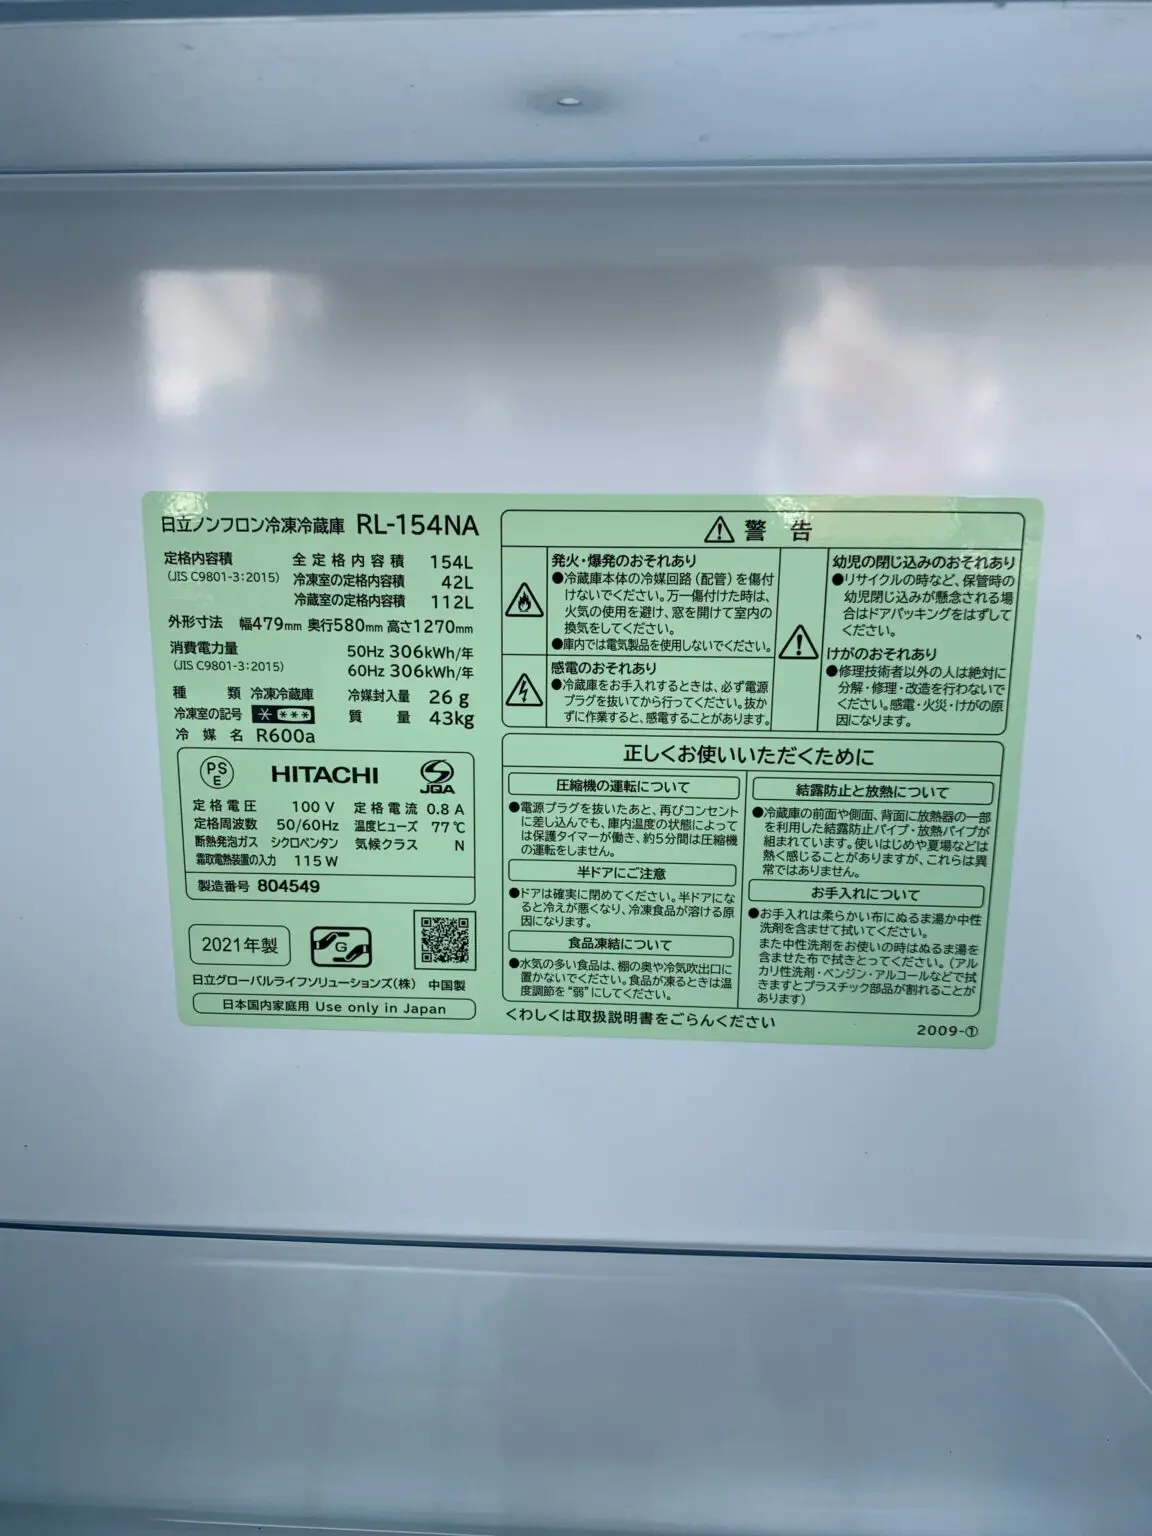 日立ノンフロン冷凍冷蔵庫 RL-154NA
定格内容積 全定格内容積 154L
(JIS C9801-3:2015) 冷凍室の定格内容積 42L
冷蔵室の定格内容積 112L
外形寸法 幅479mm 奥行580mm 高さ1270mm
消費電力量 50Hz 306kWh/年
(JIS C9801-3:2015) 60Hz 306kWh/年
種類 冷凍冷蔵庫 冷媒封入量 26g
冷凍室の記号 * *** 質量 43kg
冷媒名 R600a
PS
E
HITACHI
JQA
定格電圧 100V 定格電流 0.8A
定格周波数 50/60Hz 温度ヒューズ 77℃
断熱発泡ガス シクロペンタン 気候クラス N
霜取電熱装置の入力 115W
製造番号 804549
2021年製
G
日立グローバルライフソリューションズ(株) 中国製
日本国内家庭用 Use only in Japan
警告
発火・爆発のおそれあり
●冷蔵庫本体の冷媒回路(配管)を傷付
けないでください。万一傷付けた時は、
火気の使用を避け、窓を開けて室内の
換気をしてください。
●庫内では電気製品を使用しないでください。
感電のおそれあり
●冷蔵庫をお手入れするときは、必ず電源
プラグを抜いてから行ってください。抜か
ずに作業すると、感電することがあります。
幼児の閉じ込みのおそれあり
●リサイクルの時など、保管時の
幼児閉じ込みが懸念される場
合はドアパッキングをはずして
ください。
けがのおそれあり
●修理技術者以外の人は絶対に
分解・修理・改造を行わないで
ください。感電・火災・けがの原
因になります。
正しくお使いいただくために
圧縮機の運転について
●電源プラグを抜いたあと、再びコンセント
に差し込んでも、庫内温度の状態によって
は保護タイマーが働き、約5分間は圧縮機
の運転をしません。
半ドアにご注意
●ドアは確実に閉めてください。半ドアにな
ると冷えが悪くなり、冷凍食品が溶ける原
因になります。
食品凍結について
●水気の多い食品は、棚の奥や冷気吹出口に
置かないでください。食品が凍るときは温
度調節を“弱”にしてください。
結露防止と放熱について
●冷蔵庫の前面や側面、背面に放熱器の一部
を利用した結露防止パイプ・放熱パイプが
組まれています。使いはじめや夏場などは
熱く感じることがありますが、これらは異
常ではありません。
お手入れについて
●お手入れは柔らかい布にぬるま湯か中性
洗剤を含ませて拭いてください。
また中性洗剤をお使いの時はぬるま湯を
含ませた布で拭きとってください。(アル
カリ性洗剤・ベンジン・アルコールなどで拭
きますとプラスチック部品が割れることが
あります)
くわしくは取扱説明書をごらんください
2009-①